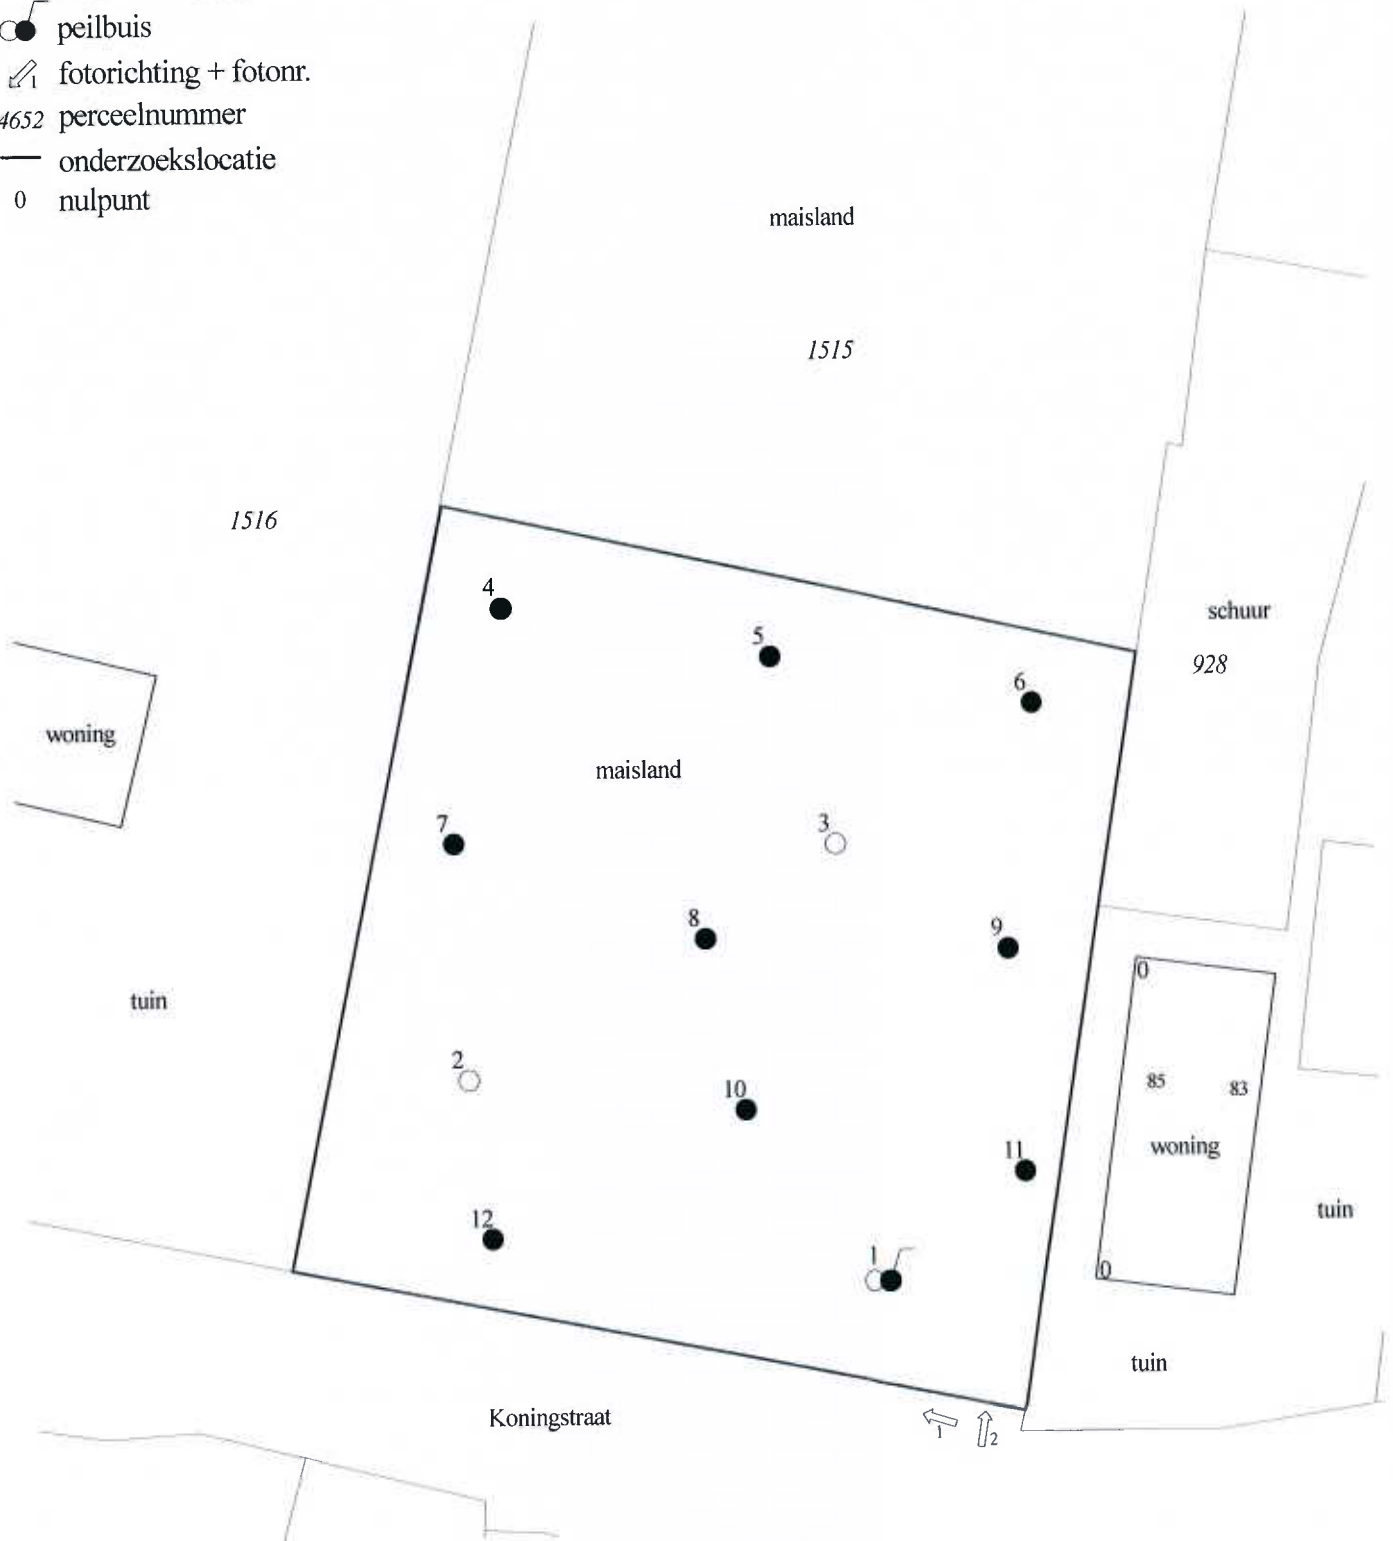 peilbuis
1 fotorichting + fotonr.
4652 perceelnummer
onderzoekslocatie
0 nulpunt
maisland
1515
1516
4
5
schuur
6
928
woning
maisland
3
7
8
9
0
tuin
2
85
83
10
woning
11
tuin
12
1
0
tuin
Koningstraat
1
2